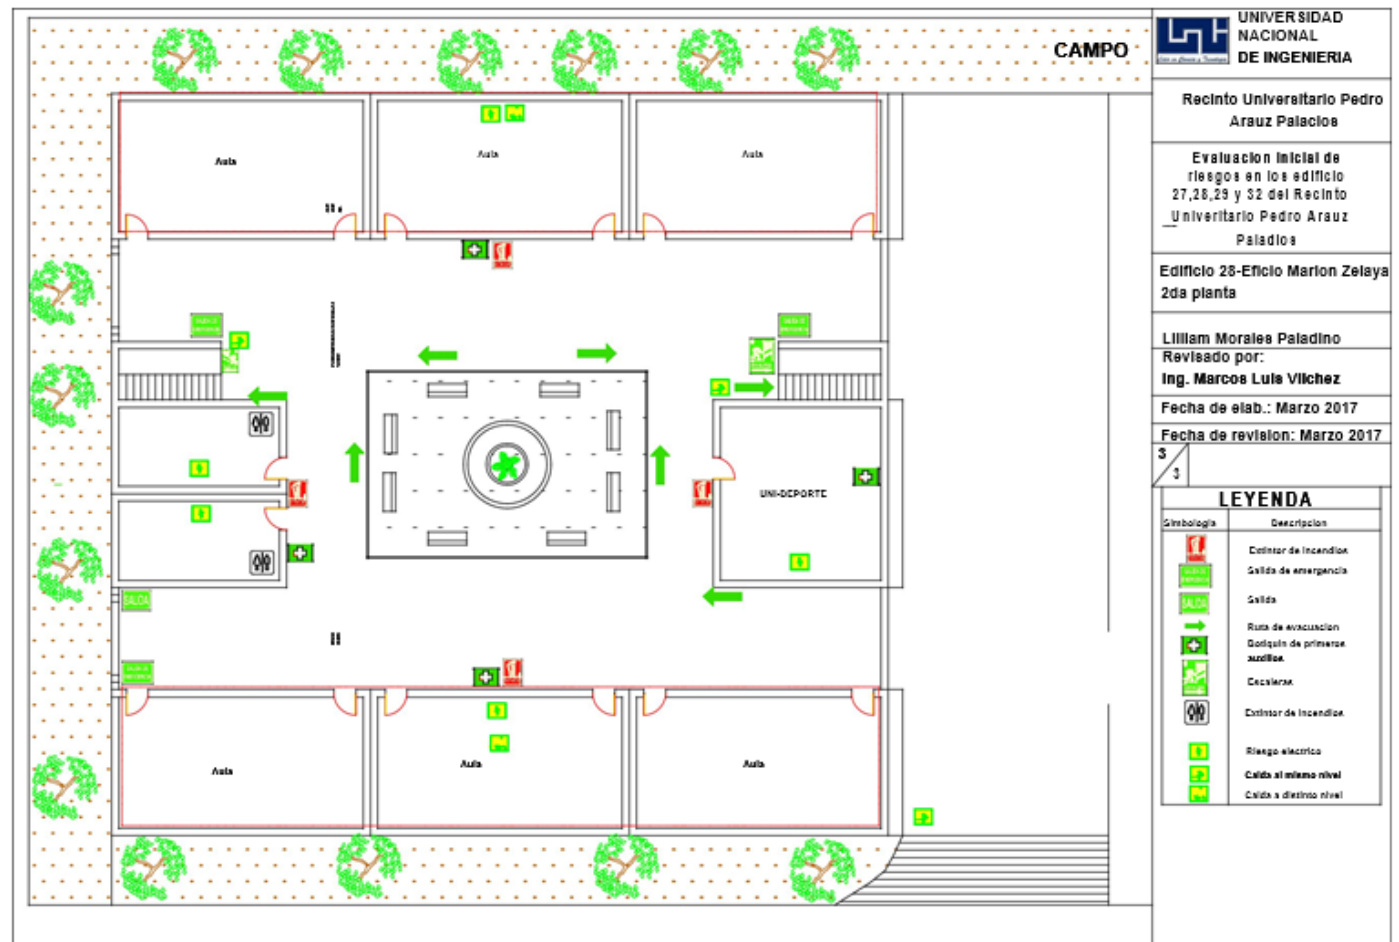 CAMPO
UNIVERSIDAD
NACIONAL
DE INGENIERIA
Recinto Univeraitario Pedro
Arauz Palacios
Evaluacion inicial de
riesgos en los edificio
27,28,29 y 32 del Recinto
Univeritario Pedro Arauz
Paladios
Edificio 28-Eficio Marlon Zelaya
2da planta
Lilliam Morales Paladino
Revisado por:
Ing. Marcos Luis Vilchez
Fecha de elab.: Marzo 2017
Fecha de revision: Marzo 2017
3
3
LEYENDA
Simbologia
Descripcion
Extintor de incendios
Salida de emergencia
SALIDA
Salida
Ruta de evacuacion
Botiquin de primeros
auxilios
Escaleras
Extintor de incendios
Riesgo electrico
Caida al mismo nivel
Caida a distinto nivel
Aula
Aula
Aula
UNI-DEPORTE
SALIDA
Aula
Aula
Aula